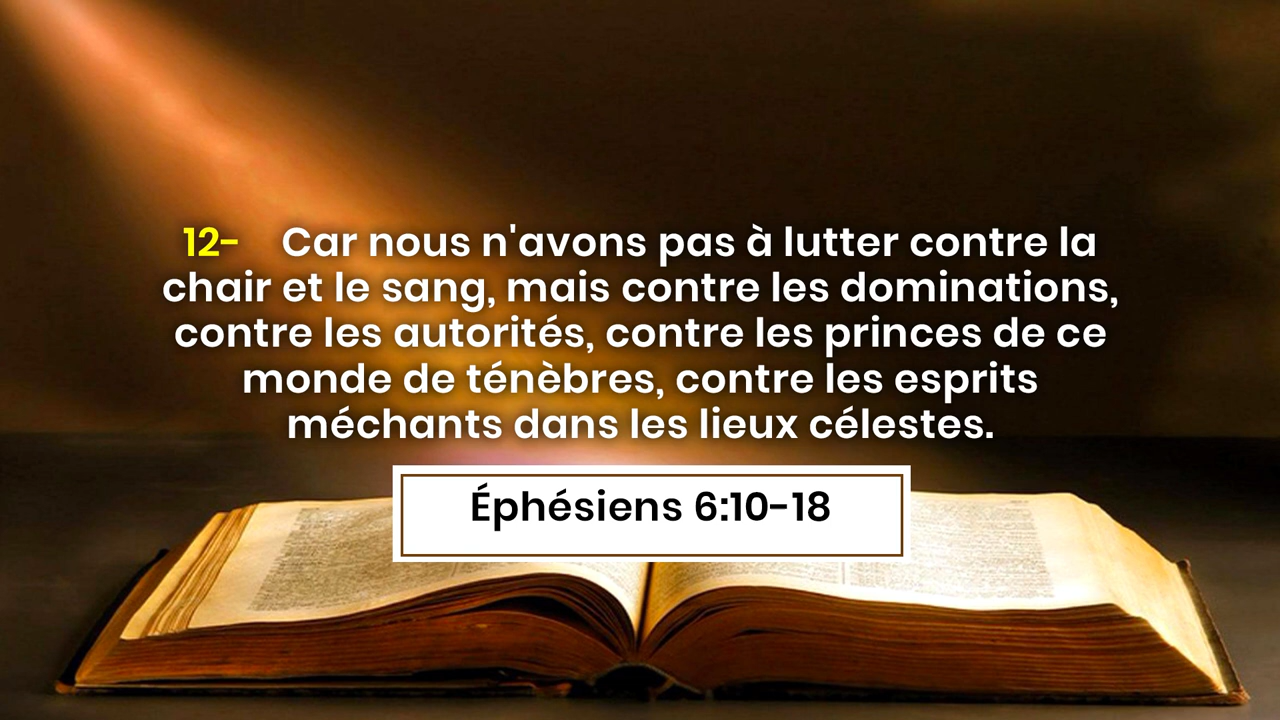 12- Car nous n'avons pas à lutter contre la
chair et le sang, mais contre les dominations,
contre les autorités, contre les princes de ce
monde de ténèbres, contre les esprits
méchants dans les lieux célestes.
Éphésiens 6:10-18